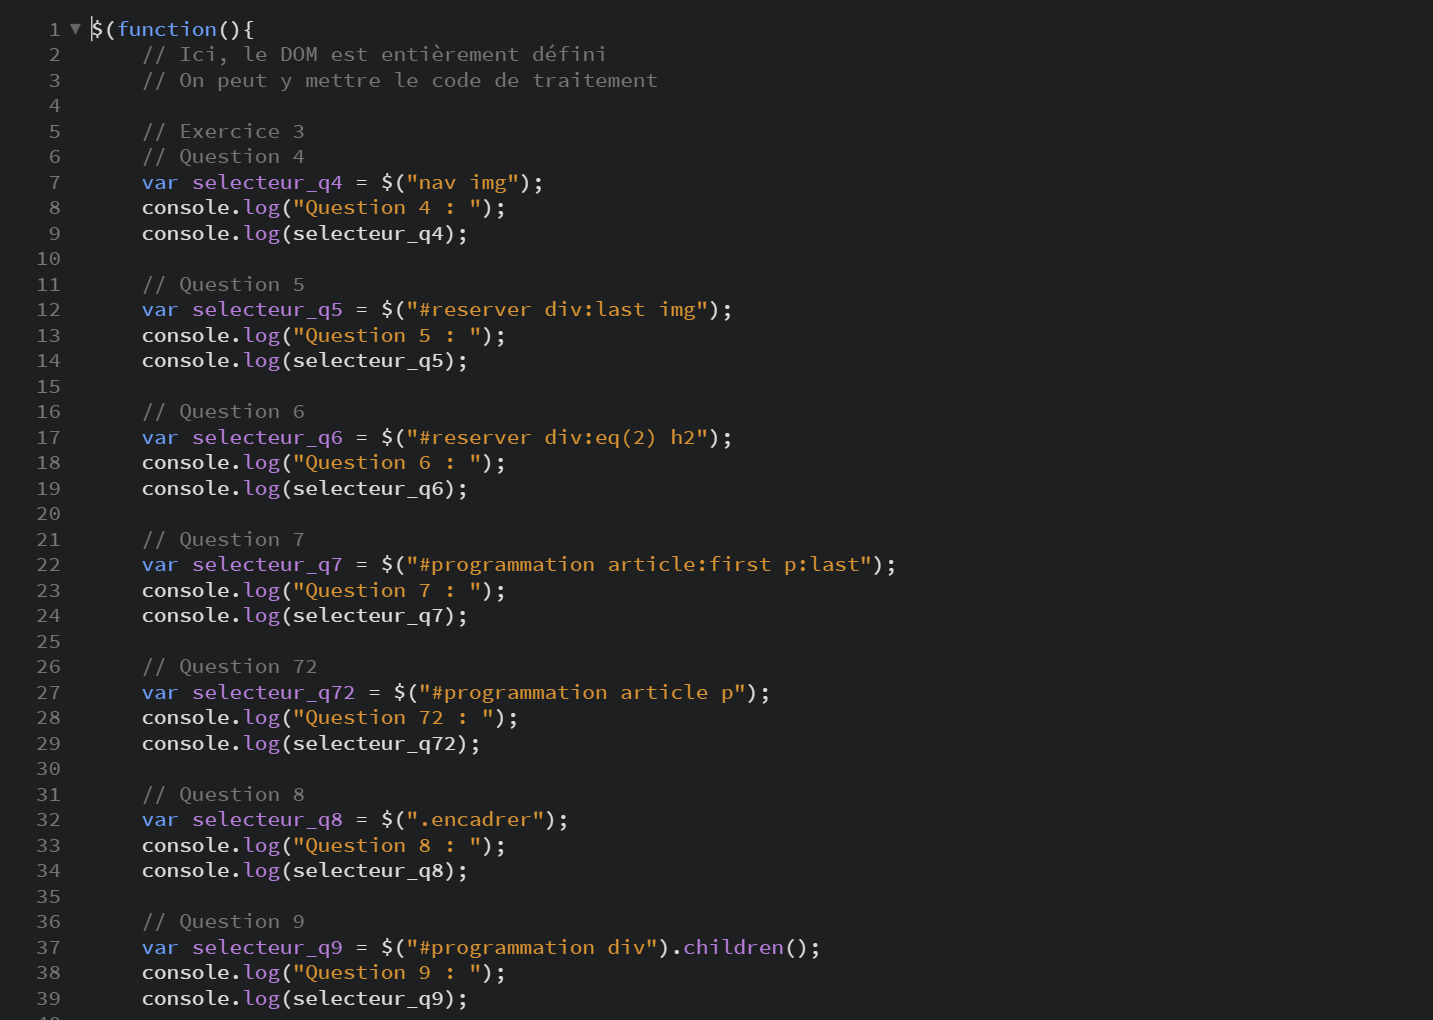 1 ▼ $(function(){
2 // Ici, le DOM est entièrement défini
3 // On peut y mettre le code de traitement
4
5 // Exercice 3
6 // Question 4
7 var selecteur_q4 = $("nav img");
8 console.log("Question 4 : ");
9 console.log(selecteur_q4);
10
11 // Question 5
12 var selecteur_q5 = $("#reserver div:last img");
13 console.log("Question 5 : ");
14 console.log(selecteur_q5);
15
16 // Question 6
17 var selecteur_q6 = $("#reserver div:eq(2) h2");
18 console.log("Question 6 : ");
19 console.log(selecteur_q6);
20
21 // Question 7
22 var selecteur_q7 = $("#programmation article:first p:last");
23 console.log("Question 7 : ");
24 console.log(selecteur_q7);
25
26 // Question 72
27 var selecteur_q72 = $("#programmation article p");
28 console.log("Question 72 : ");
29 console.log(selecteur_q72);
30
31 // Question 8
32 var selecteur_q8 = $(".encadrer");
33 console.log("Question 8 : ");
34 console.log(selecteur_q8);
35
36 // Question 9
37 var selecteur_q9 = $("#programmation div").children();
38 console.log("Question 9 : ");
39 console.log(selecteur_q9);